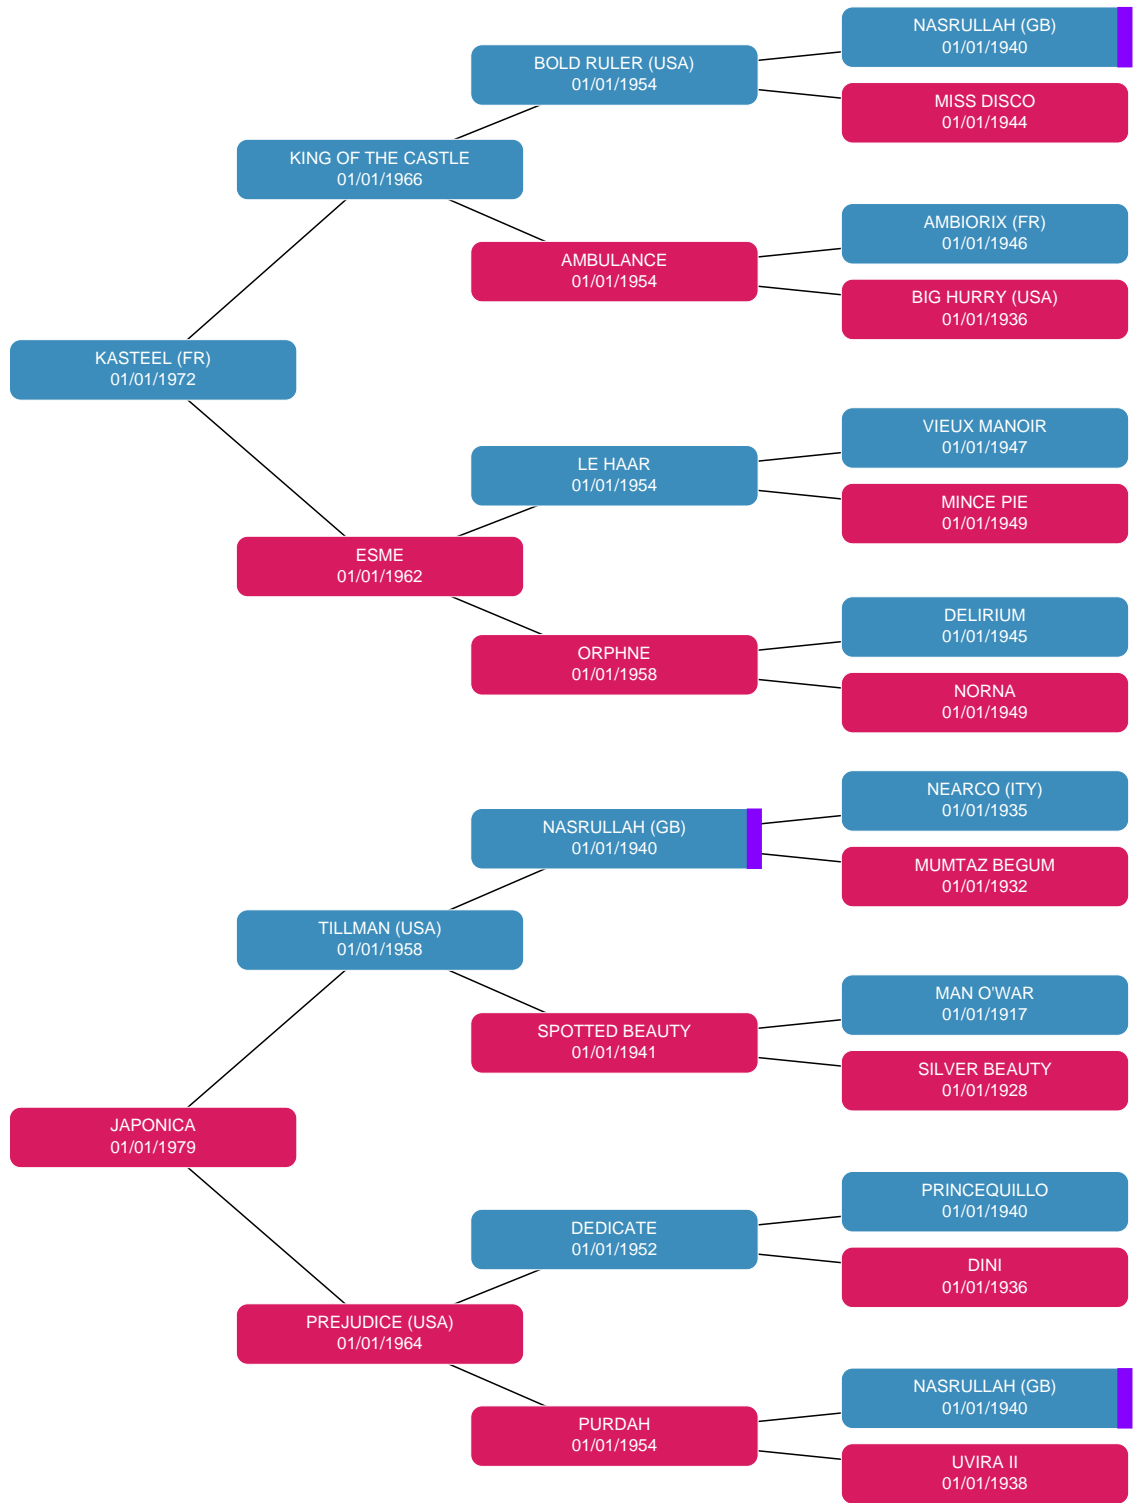 NASRULLAH (GB)
01/01/1940
BOLD RULER (USA)
01/01/1954
MISS DISCO
01/01/1944
KING OF THE CASTLE
01/01/1966
AMBIORIX (FR)
01/01/1946
AMBULANCE
01/01/1954
BIG HURRY (USA)
01/01/1936
KASTEEL (FR)
01/01/1972
VIEUX MANOIR
01/01/1947
LE HAAR
01/01/1954
MINCE PIE
01/01/1949
ESME
01/01/1962
DELIRIUM
01/01/1945
ORPHNE
01/01/1958
NORNA
01/01/1949
NEARCO (ITY)
01/01/1935
NASRULLAH (GB)
01/01/1940
MUMTAZ BEGUM
01/01/1932
TILLMAN (USA)
01/01/1958
MAN O'WAR
01/01/1917
SPOTTED BEAUTY
01/01/1941
SILVER BEAUTY
01/01/1928
JAPONICA
01/01/1979
PRINCEQUILLO
01/01/1940
DEDICATE
01/01/1952
DINI
01/01/1936
PREJUDICE (USA)
01/01/1964
NASRULLAH (GB)
01/01/1940
PURDAH
01/01/1954
UVIRA II
01/01/1938